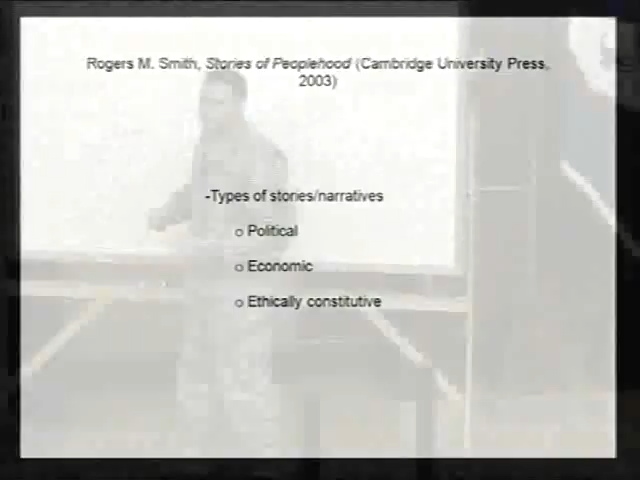 Rogers M. Smith, Stories of Peoplehood (Cambridge University Press,
2003)
-Types of stories/narratives
o Political
o Economic
o Ethically constitutive